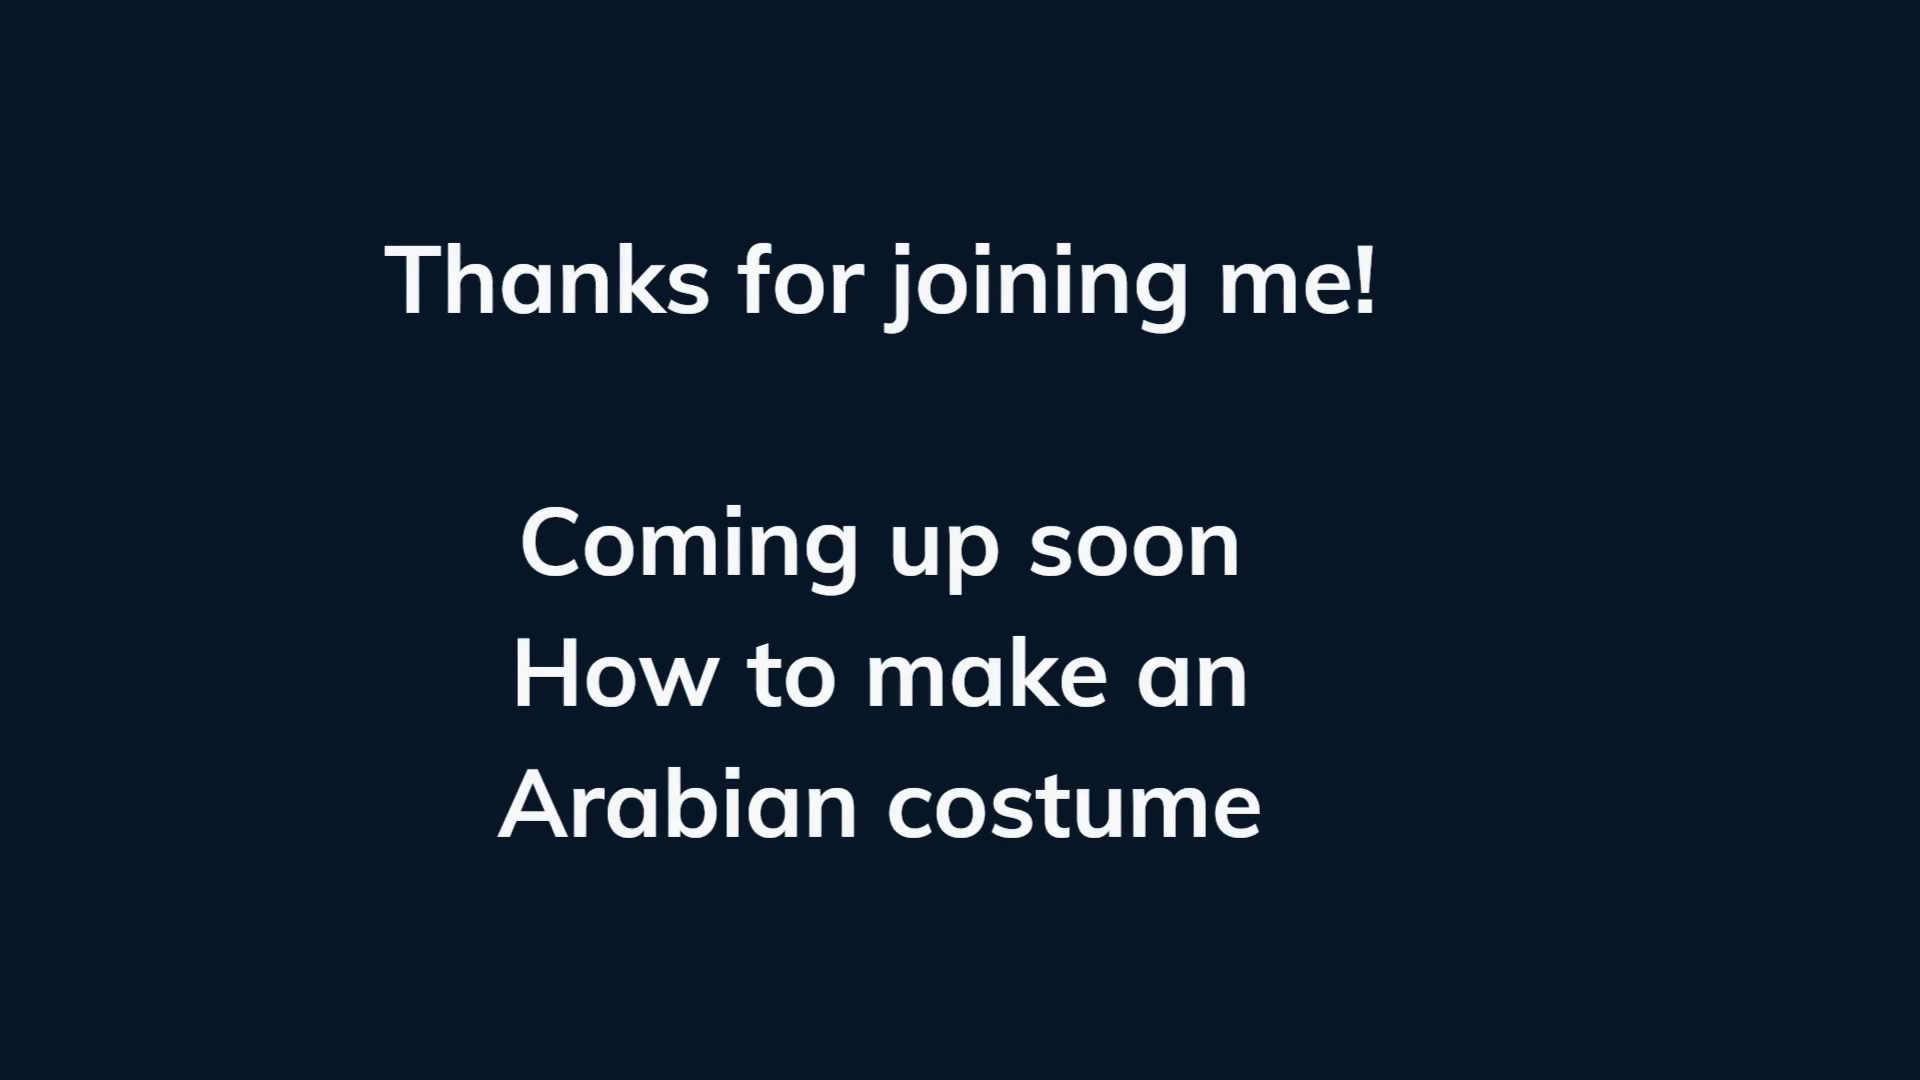 Thanks for joining me!
Coming up soon
How to make an
Arabian costume